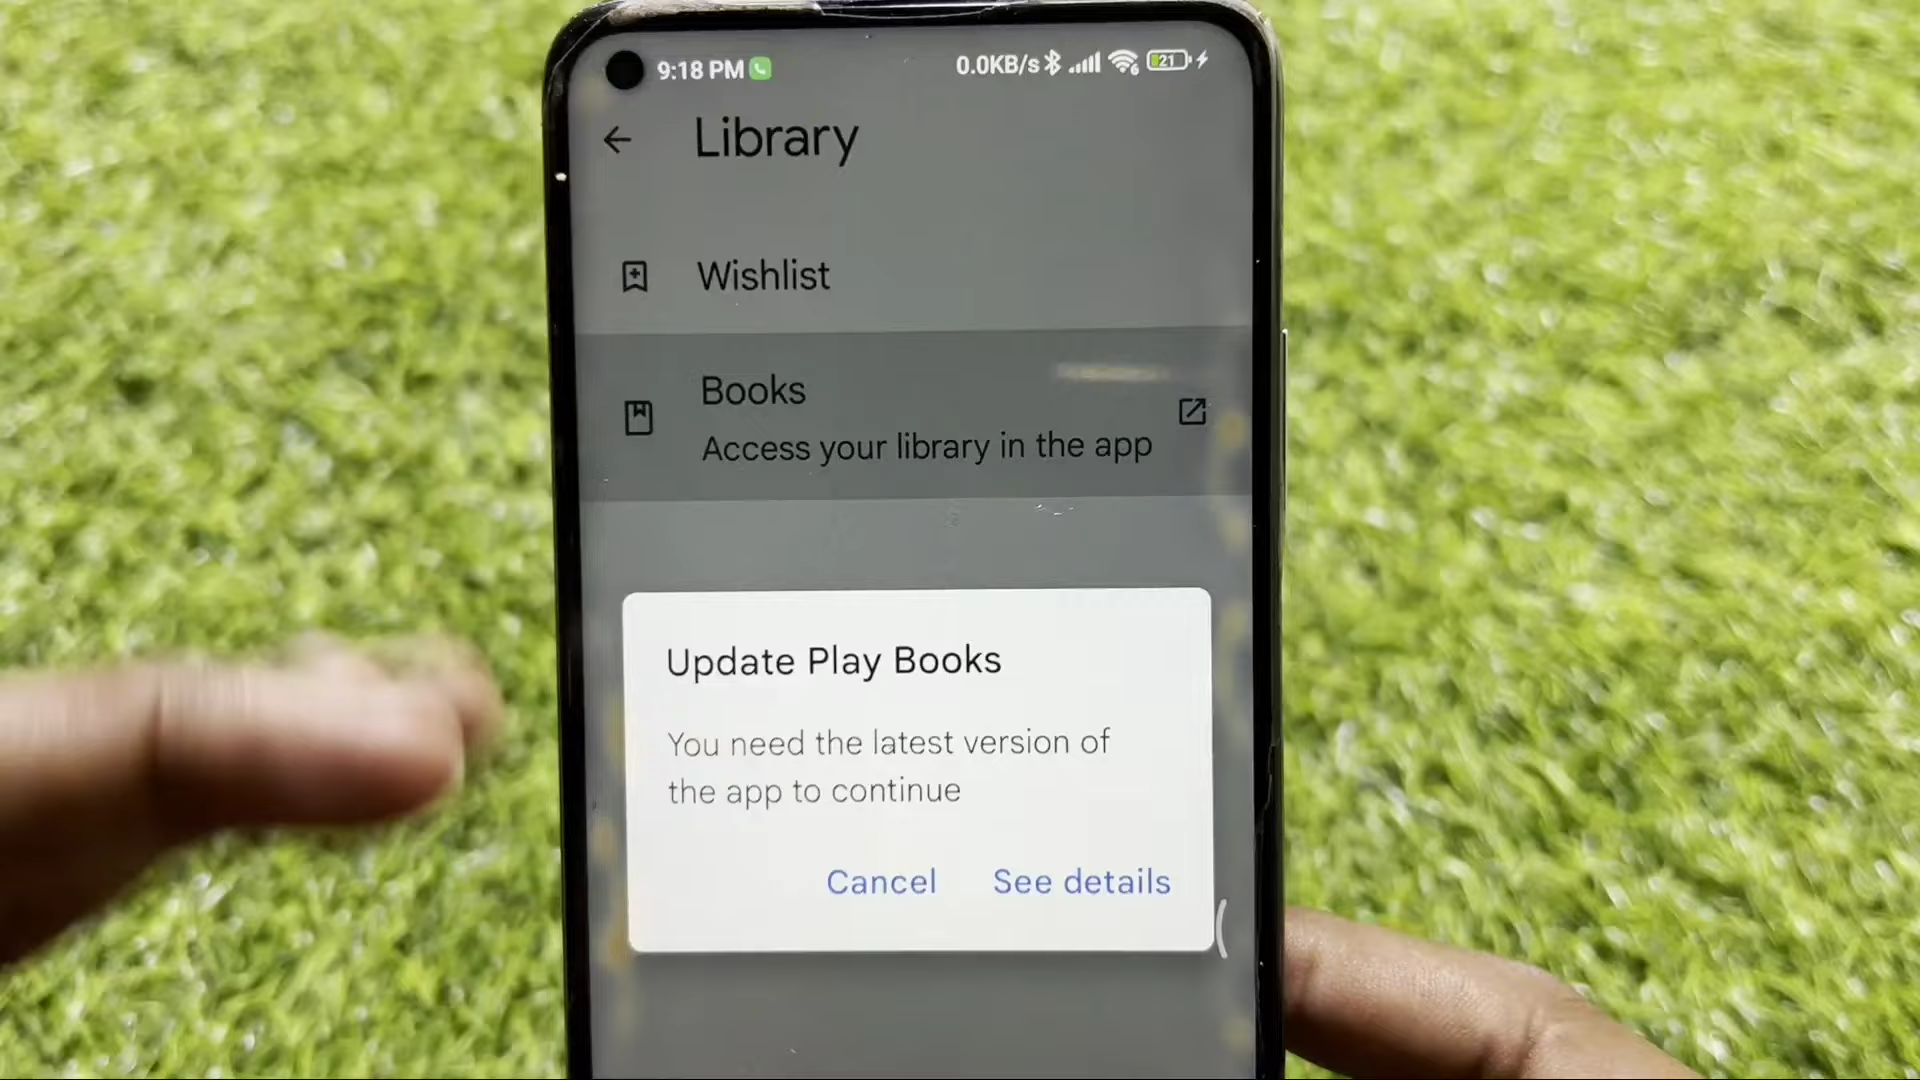 9:18 PM 0.0KB/s 21
Library
Wishlist
Books
Access your library in the app
Update Play Books
You need the latest version of
the app to continue
Cancel See details